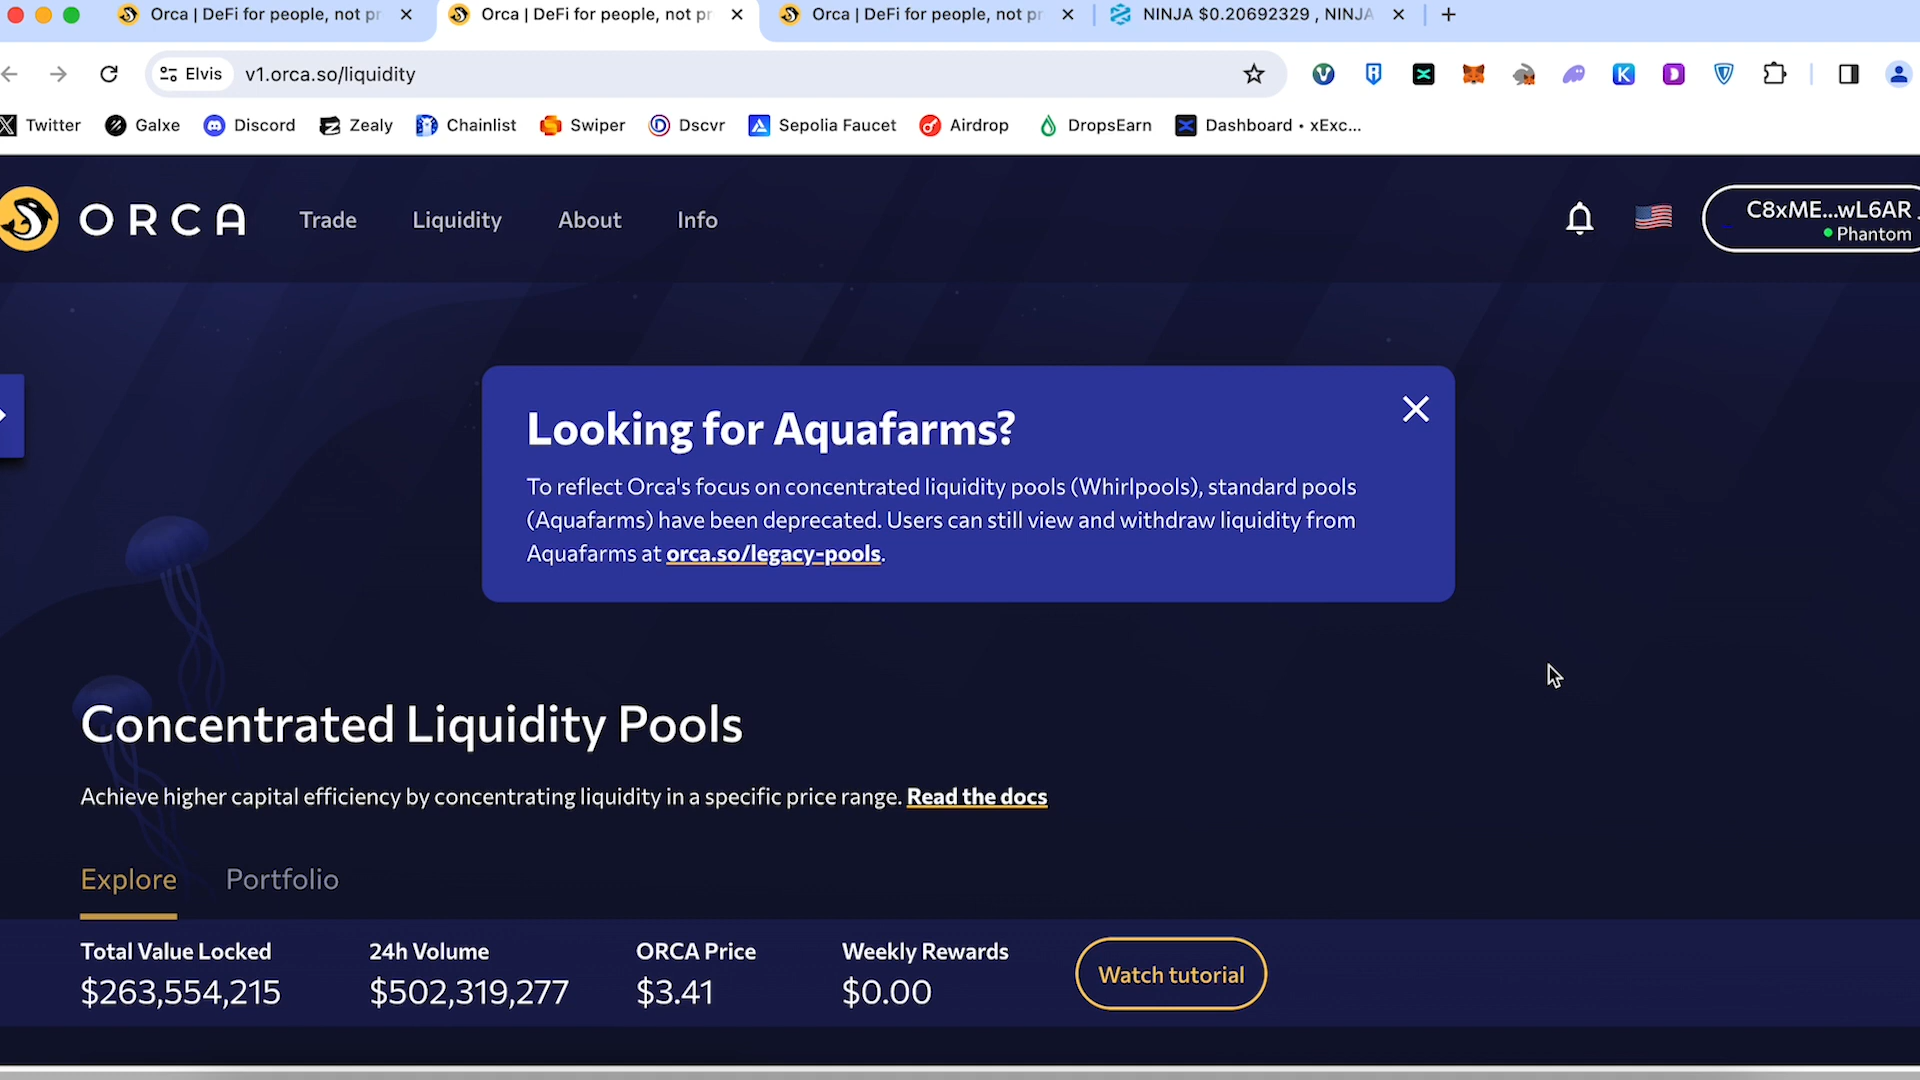 Orca | DeFi for people, not pr
Orca | DeFi for people, not pr
Orca | DeFi for people, not pr
NINJA $0.20692329 , NINJA
Elvis
v1.orca.so/liquidity
Twitter
Galxe
Discord
Zealy
Chainlist
Swiper
Dscvr
Sepolia Faucet
Airdrop
DropsEarn
Dashboard • xExc...
ORCA
Trade
Liquidity
About
Info
C8xME...wL6AR
Phantom
Looking for Aquafarms?
To reflect Orca's focus on concentrated liquidity pools (Whirlpools), standard pools
(Aquafarms) have been deprecated. Users can still view and withdraw liquidity from
Aquafarms at orca.so/legacy-pools.
Concentrated Liquidity Pools
Achieve higher capital efficiency by concentrating liquidity in a specific price range. Read the docs
Explore
Portfolio
Total Value Locked
$263,554,215
24h Volume
$502,319,277
ORCA Price
$3.41
Weekly Rewards
$0.00
Watch tutorial